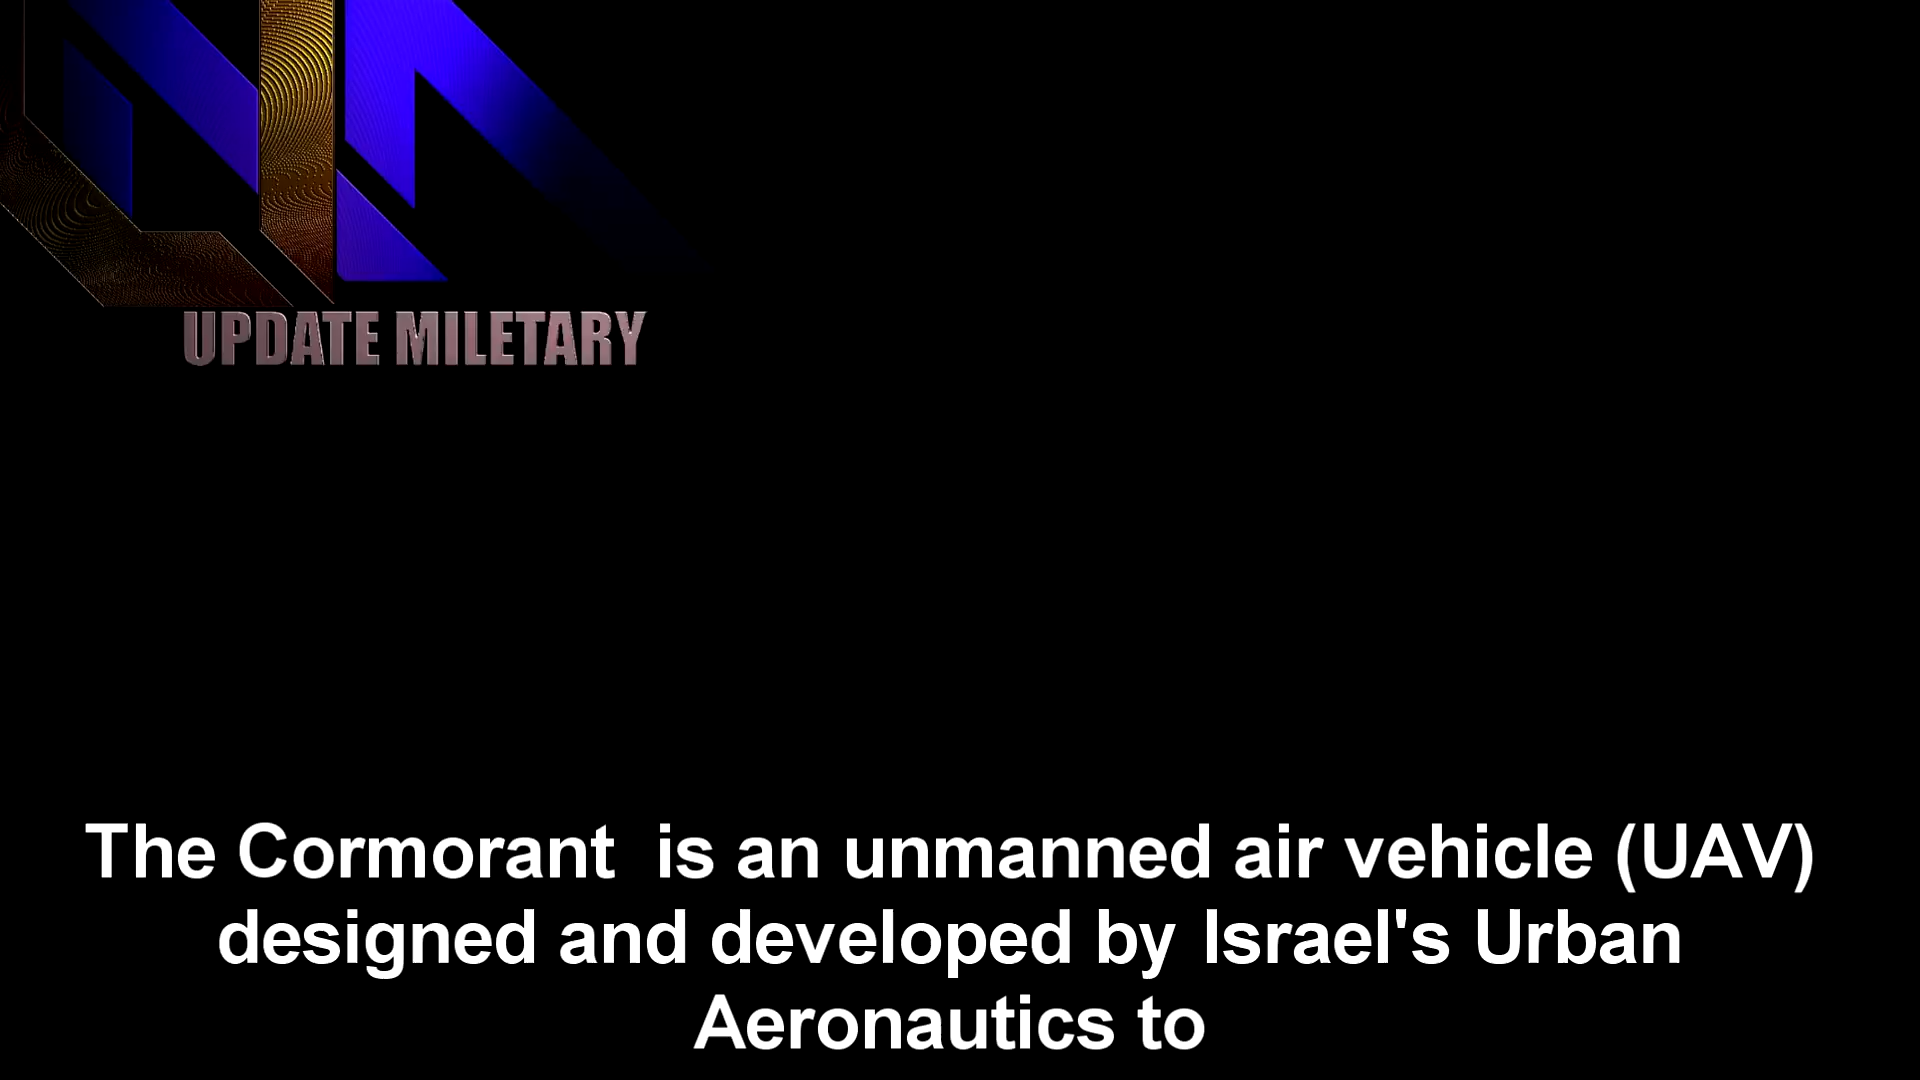 UPDATE MILETARY
The Cormorant  is an unmanned air vehicle (UAV)
designed and developed by Israel's Urban
Aeronautics to